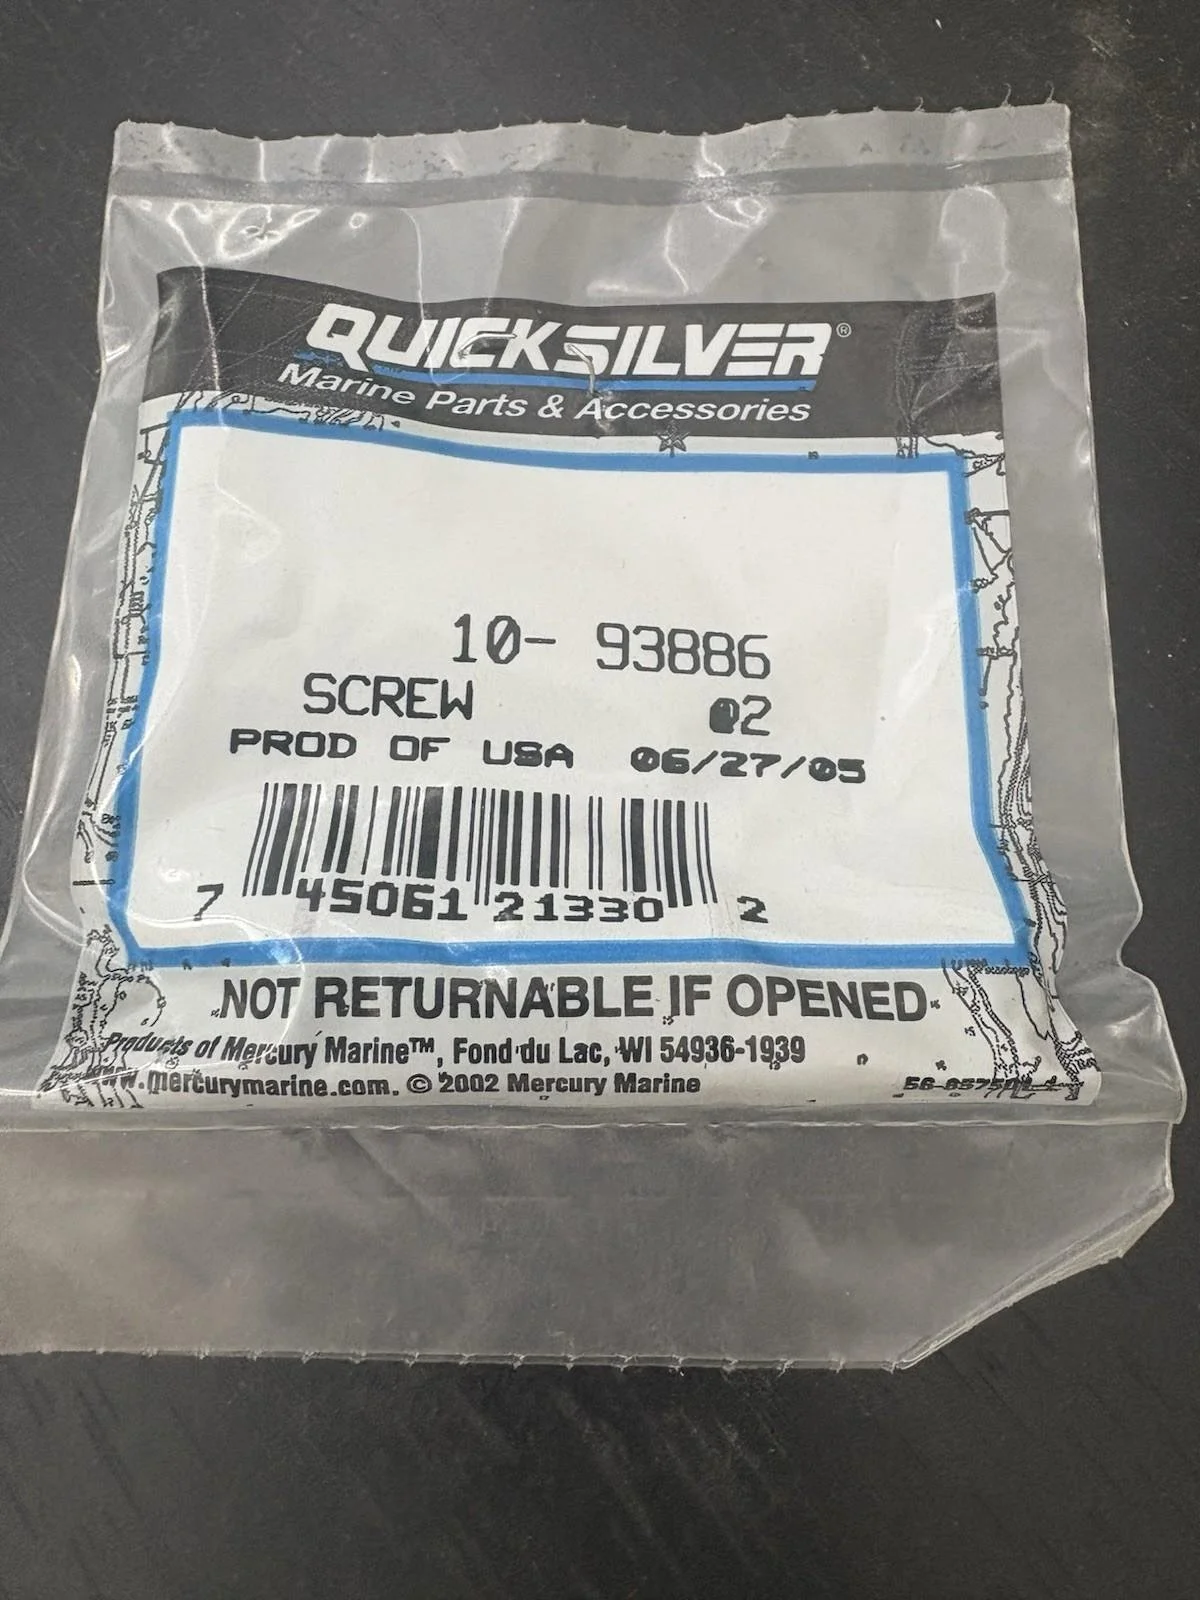 QUICKSILVER®
Marine Parts & Accessories
10- 93886
SCREW 02
PROD OF USA 06/27/05
7 45061 21330 2
NOT RETURNABLE IF OPENED
Products of Mercury Marine™, Fond du Lac, WI 54936-1939
www.mercurymarine.com. © 2002 Mercury Marine